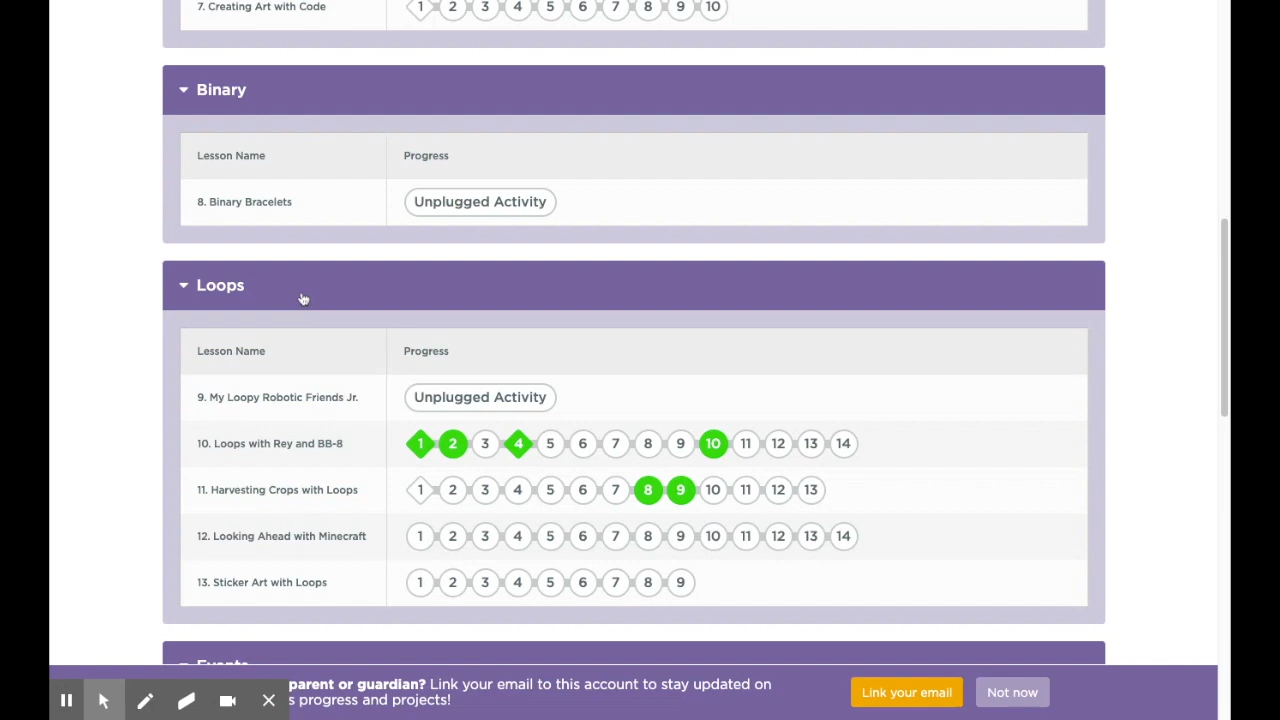 7. Creating Art with Code 1 2 3 4 5 6 7 8 9 10
Binary
Lesson Name Progress
8. Binary Bracelets Unplugged Activity
Loops
Lesson Name Progress
9. My Loopy Robotic Friends Jr. Unplugged Activity
10. Loops with Rey and BB-8 1 2 3 4 5 6 7 8 9 10 11 12 13 14
11. Harvesting Crops with Loops 1 2 3 4 5 6 7 8 9 10 11 12 13
12. Looking Ahead with Minecraft 1 2 3 4 5 6 7 8 9 10 11 12 13 14
13. Sticker Art with Loops 1 2 3 4 5 6 7 8 9
Events
parent or guardian? Link your email to this account to stay updated on
s progress and projects!
Link your email Not now